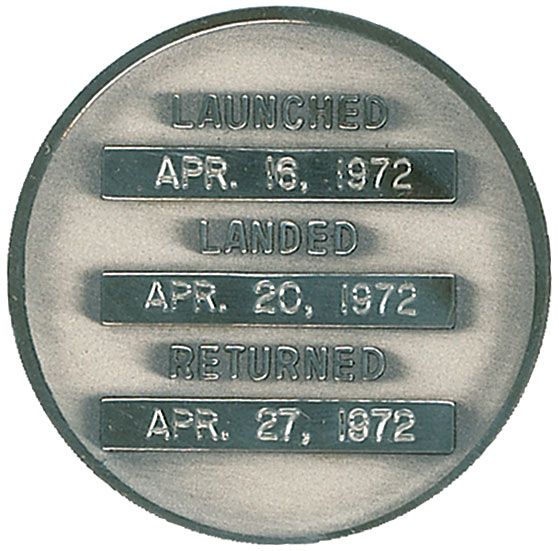 LAUNCHED
APR. 16, 1972
LANDED
APR. 20, 1972
RETURNED
APR. 27, 1972